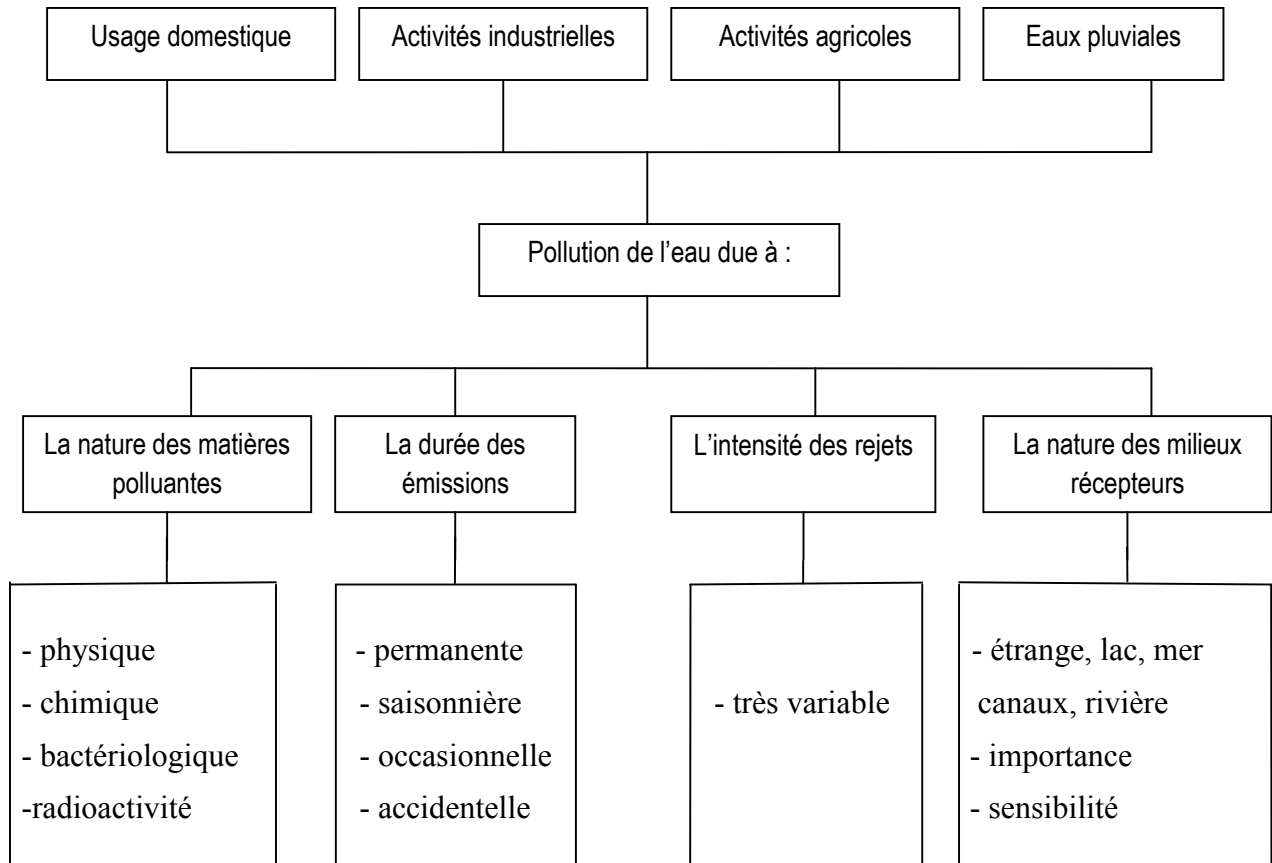 Usage domestique
Activités industrielles
Activités agricoles
Eaux pluviales
Pollution de l’eau due à :
La nature des matières
polluantes
La durée des
émissions
L’intensité des rejets
La nature des milieux
récepteurs
- physique
- chimique
- bactériologique
-radioactivité
- permanente
- saisonnière
- occasionnelle
- accidentelle
- très variable
- étrange, lac, mer
canaux, rivière
- importance
- sensibilité